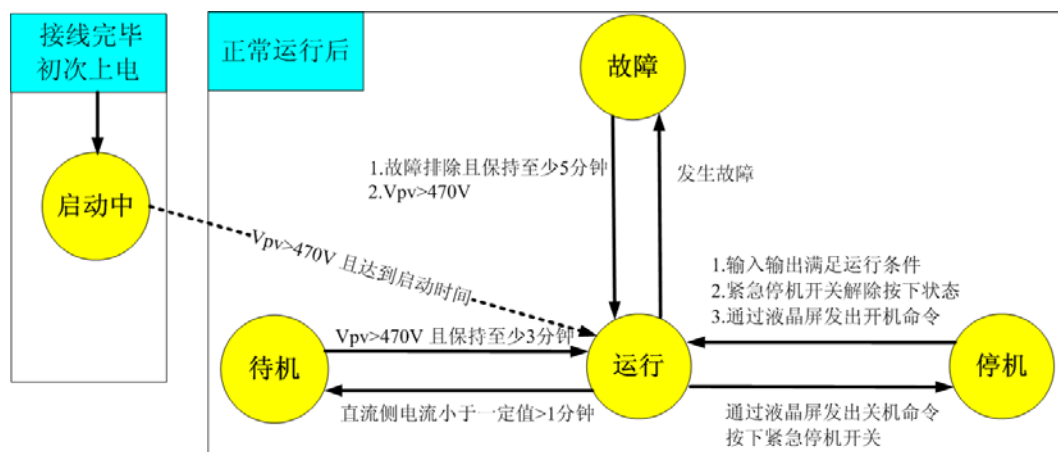 接线完毕
初次上电
正常运行后
故障
1.故障排除且保持至少5分钟
2.Vpv>470V
发生故障
启动中
Vpv>470V 且达到启动时间
1.输入输出满足运行条件
2.紧急停机开关解除按下状态
3.通过液晶屏发出开机命令
Vpv>470V 且保持至少3分钟
待机
运行
停机
直流侧电流小于一定值>1分钟
通过液晶屏发出关机命令
按下紧急停机开关